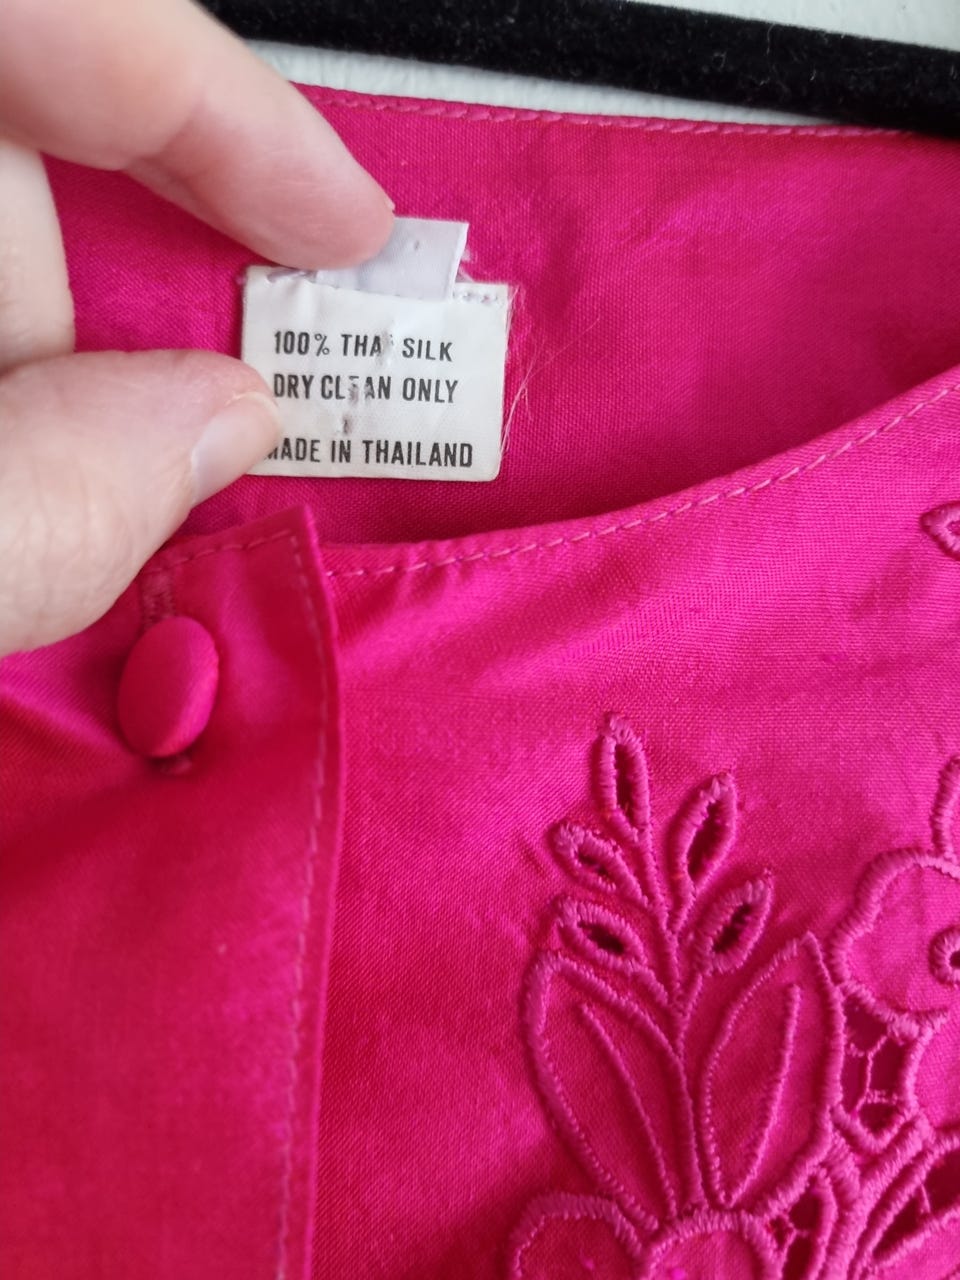 100% THAI SILK
DRY CLEAN ONLY
MADE IN THAILAND